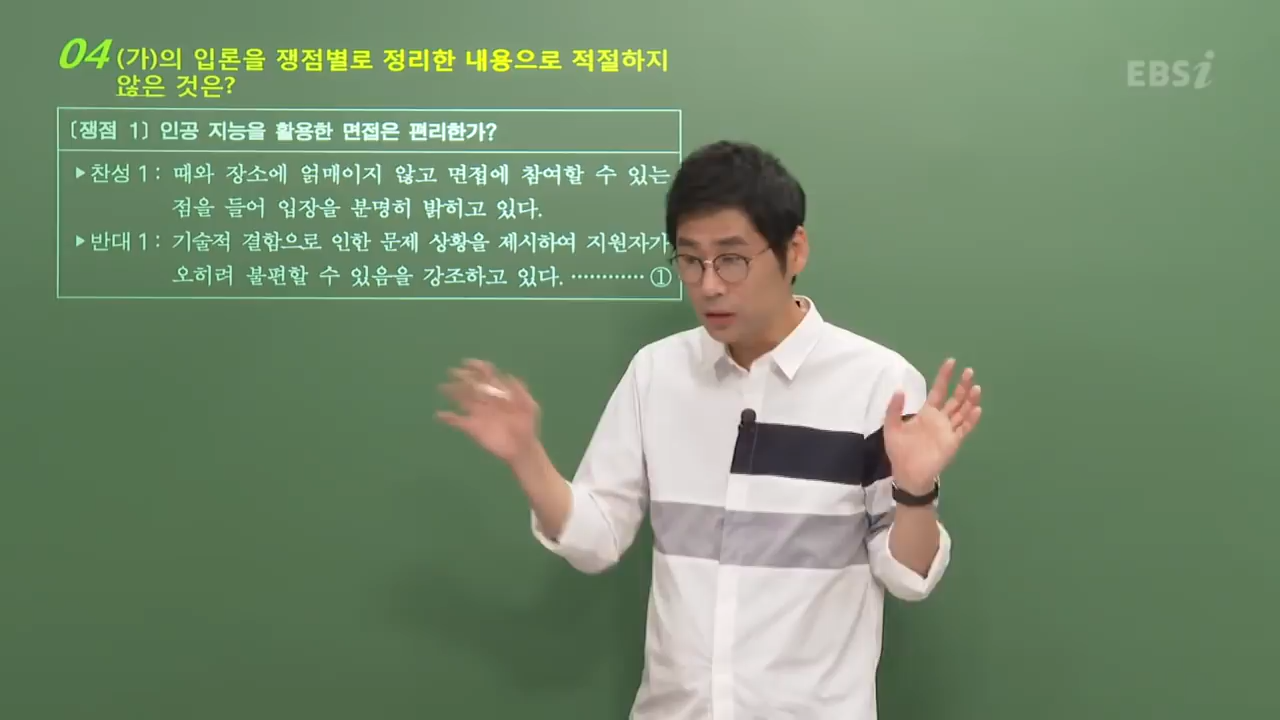 04 (가)의 입론을 쟁점별로 정리한 내용으로 적절하지
않은 것은?
EBSi
[쟁점 1] 인공 지능을 활용한 면접은 편리한가?
▶찬성 1: 때와 장소에 얽매이지 않고 면접에 참여할 수 있는
점을 들어 입장을 분명히 밝히고 있다.
▶반대 1: 기술적 결함으로 인한 문제 상황을 제시하여 지원자가
오히려 불편할 수 있음을 강조하고 있다. ………… ①